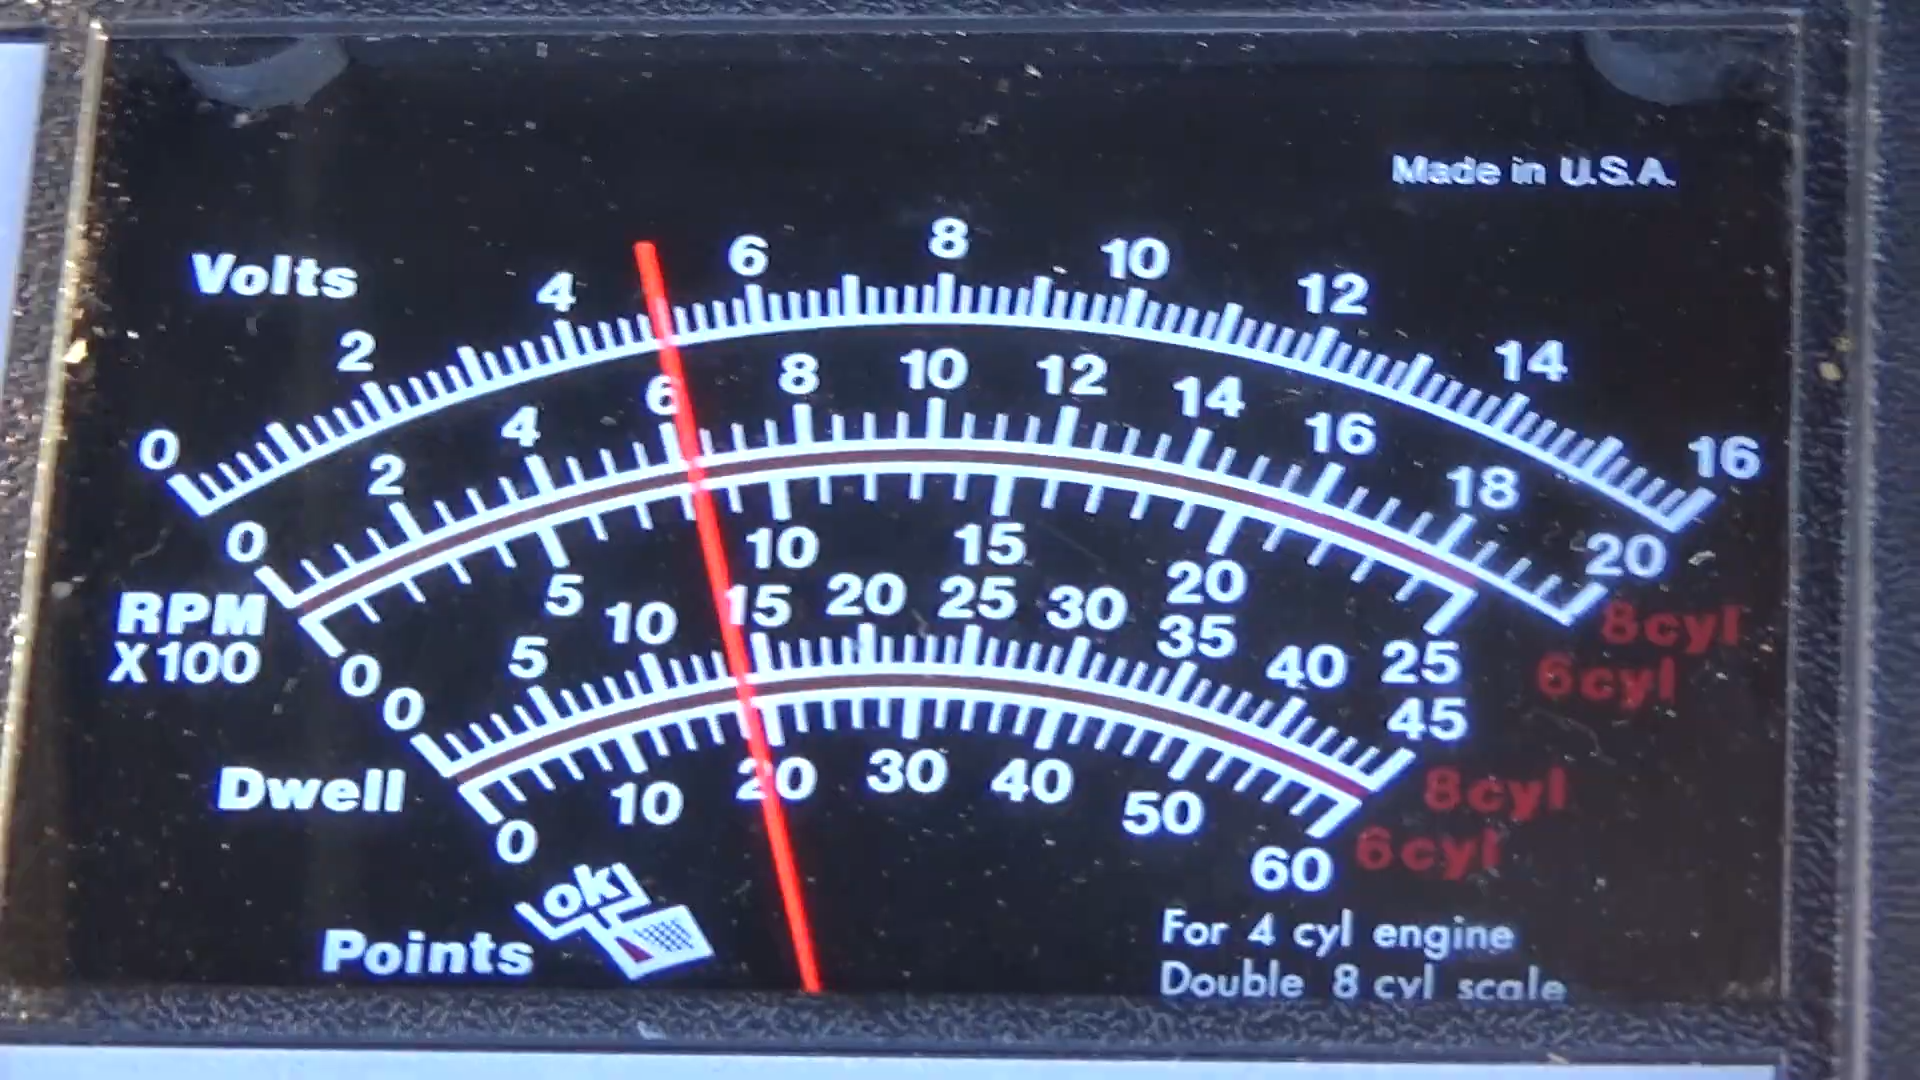 Made in U.S.A.
Volts
0 2 4 6 8 10 12 14 16
RPM
X100
0 2 4 6 8 10 12 14 16 18 20 8cyl
0 5 10 15 20 25 6cyl
Dwell
0 5 10 15 20 25 30 35 40 45 8cyl
0 10 20 30 40 50 60 6cyl
Points
ok
For 4 cyl engine
Double 8 cyl scale